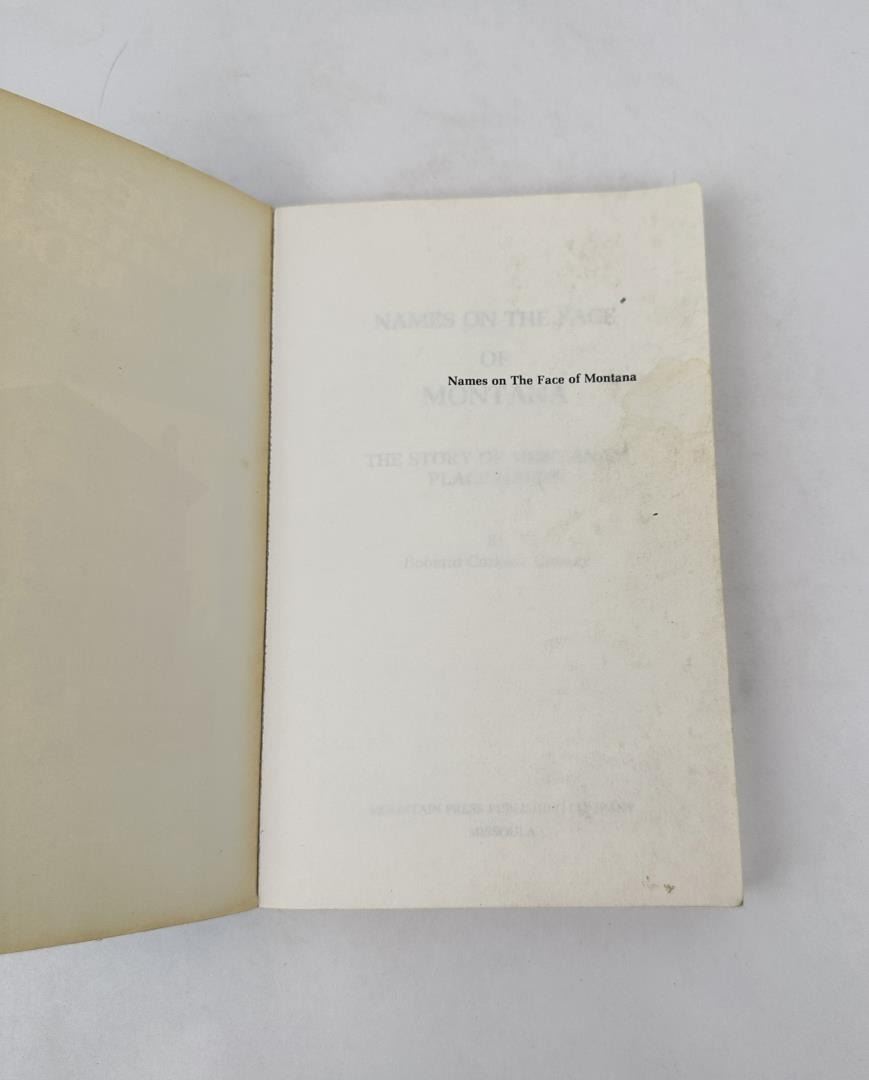 Names on The Face of Montana
NAMES ON THE FACE
OF
MONTANA
THE STORY OF MONTANA'S
PLACE NAMES
By
Roberta Carkeek Cheney
MOUNTAIN PRESS PUBLISHING COMPANY
MISSOULA